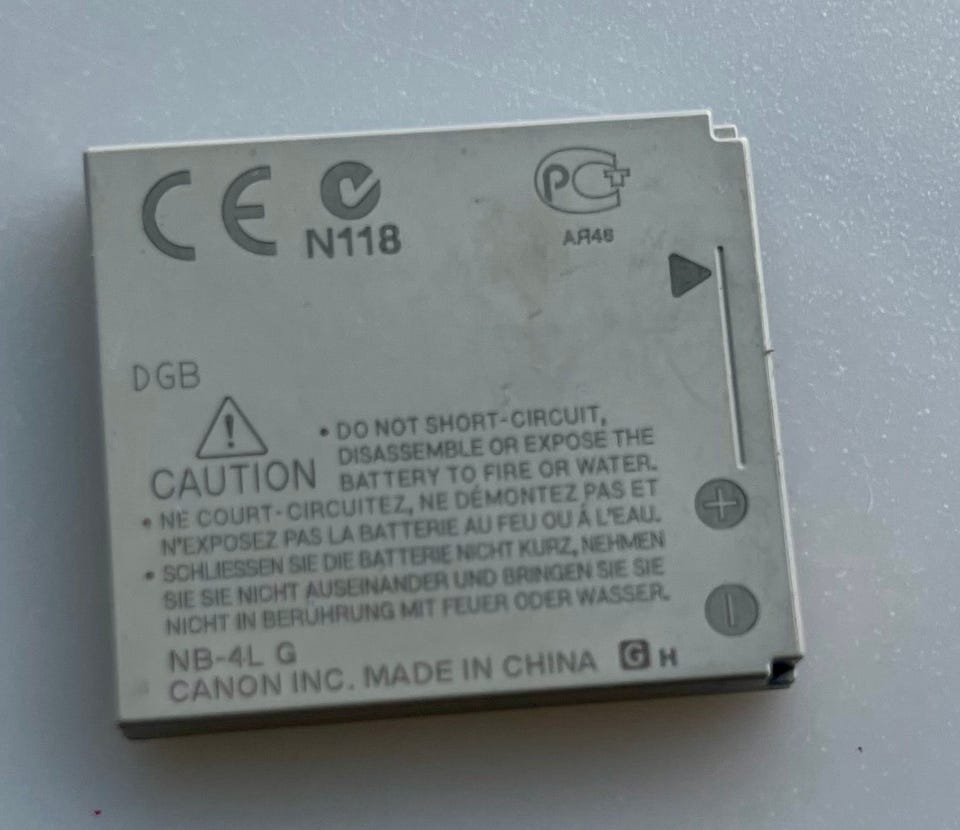 CE N118 PCT
АЯ46
DGB
CAUTION
• DO NOT SHORT-CIRCUIT,
DISASSEMBLE OR EXPOSE THE
BATTERY TO FIRE OR WATER.
• NE COURT-CIRCUITEZ, NE DÉMONTEZ PAS ET
N'EXPOSEZ PAS LA BATTERIE AU FEU OU À L'EAU.
• SCHLIESSEN SIE DIE BATTERIE NICHT KURZ, NEHMEN
SIE SIE NICHT AUSEINANDER UND BRINGEN SIE SIE
NICHT IN BERÜHRUNG MIT FEUER ODER WASSER.
NB-4L G
CANON INC. MADE IN CHINA G H